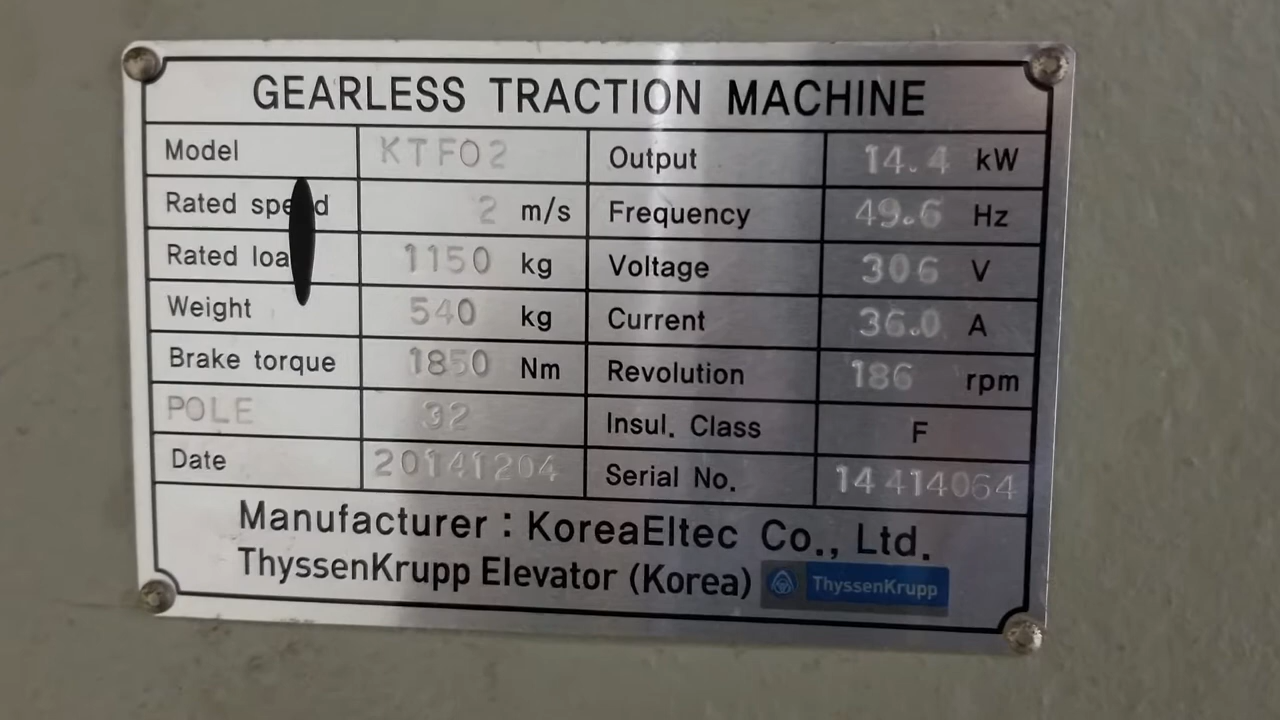 GEARLESS TRACTION MACHINE
Model KTF02 Output 14.4 kW
Rated 2 m/s Frequency 49.6 Hz
Rated 1150 kg Voltage 306 V
Weight 540 kg Current 36.0 A
Brake torque 1850 Nm Revolution 186 rpm
POLE 32 Insul. Class F
Date 20141204 Serial No. 14414064
Manufacturer : KoreaEltec Co., Ltd.
ThyssenKrupp Elevator (Korea) ThyssenKrupp